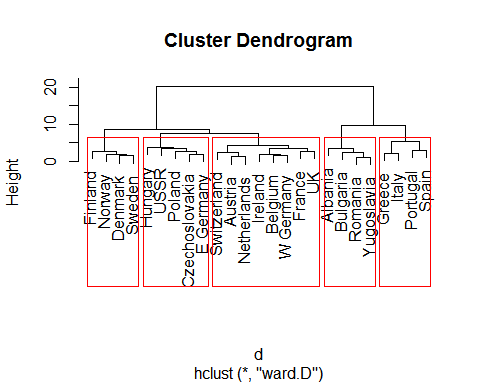 Cluster Dendrogram
Height
20
10
0
Finland
Norway
Denmark
Sweden
Hungary
USSR
Poland
Czechoslovakia
E Germany
Switzerland
Austria
Netherlands
Ireland
Belgium
W Germany
France
UK
Albania
Bulgaria
Romania
Yugoslavia
Greece
Italy
Portugal
Spain
d
hclust (*, "ward.D")